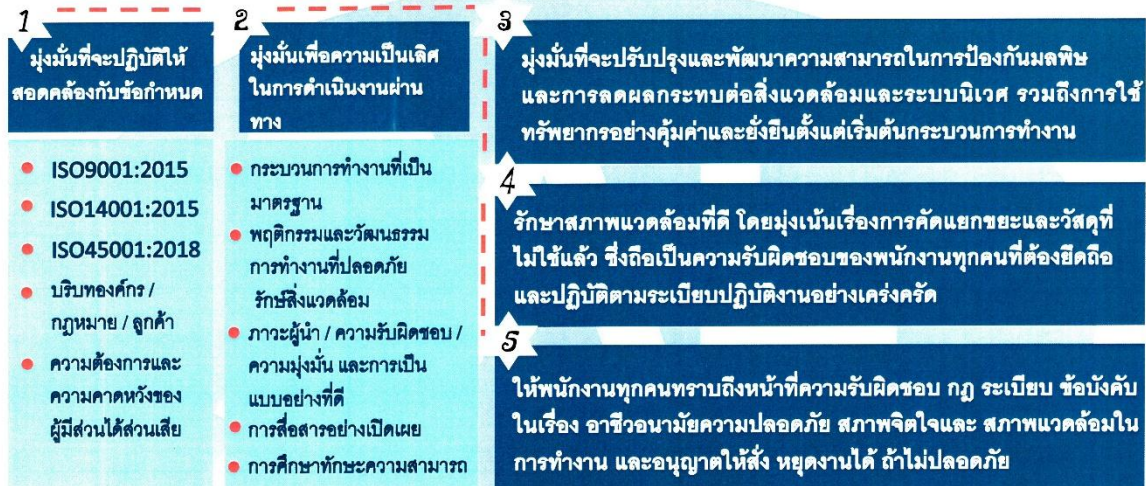 1
มุ่งมั่นที่จะปฏิบัติให้
สอดคล้องกับข้อกำหนด
ISO9001:2015
ISO14001:2015
ISO45001:2018
บริบทองค์กร /
กฎหมาย / ลูกค้า
ความต้องการและ
ความคาดหวังของ
ผู้มีส่วนได้ส่วนเสีย
2
มุ่งมั่นเพื่อความเป็นเลิศ
ในการดำเนินงานผ่าน
ทาง
กระบวนการทำงานที่เป็น
มาตรฐาน
พฤติกรรมและวัฒนธรรม
การทำงานที่ปลอดภัย
รักษ์สิ่งแวดล้อม
ภาวะผู้นำ / ความรับผิดชอบ /
ความมุ่งมั่น และการเป็น
แบบอย่างที่ดี
การสื่อสารอย่างเปิดเผย
การศึกษาทักษะความสามารถ
3
มุ่งมั่นที่จะปรับปรุงและพัฒนาความสามารถในการป้องกันมลพิษ
และการลดผลกระทบต่อสิ่งแวดล้อมและระบบนิเวศ รวมถึงการใช้
ทรัพยากรอย่างคุ้มค่าและยั่งยืนตั้งแต่เริ่มต้นกระบวนการทำงาน
4
รักษาสภาพแวดล้อมที่ดี โดยมุ่งเน้นเรื่องการคัดแยกขยะและวัสดุที่
ไม่ใช้แล้ว ซึ่งถือเป็นความรับผิดชอบของพนักงานทุกคนที่ต้องยึดถือ
และปฏิบัติตามระเบียบปฏิบัติงานอย่างเคร่งครัด
5
ให้พนักงานทุกคนทราบถึงหน้าที่ความรับผิดชอบ กฎ ระเบียบ ข้อบังคับ
ในเรื่อง อาชีวอนามัยความปลอดภัย สภาพจิตใจและ สภาพแวดล้อมใน
การทำงาน และอนุญาตให้สั่ง หยุดงานได้ ถ้าไม่ปลอดภัย